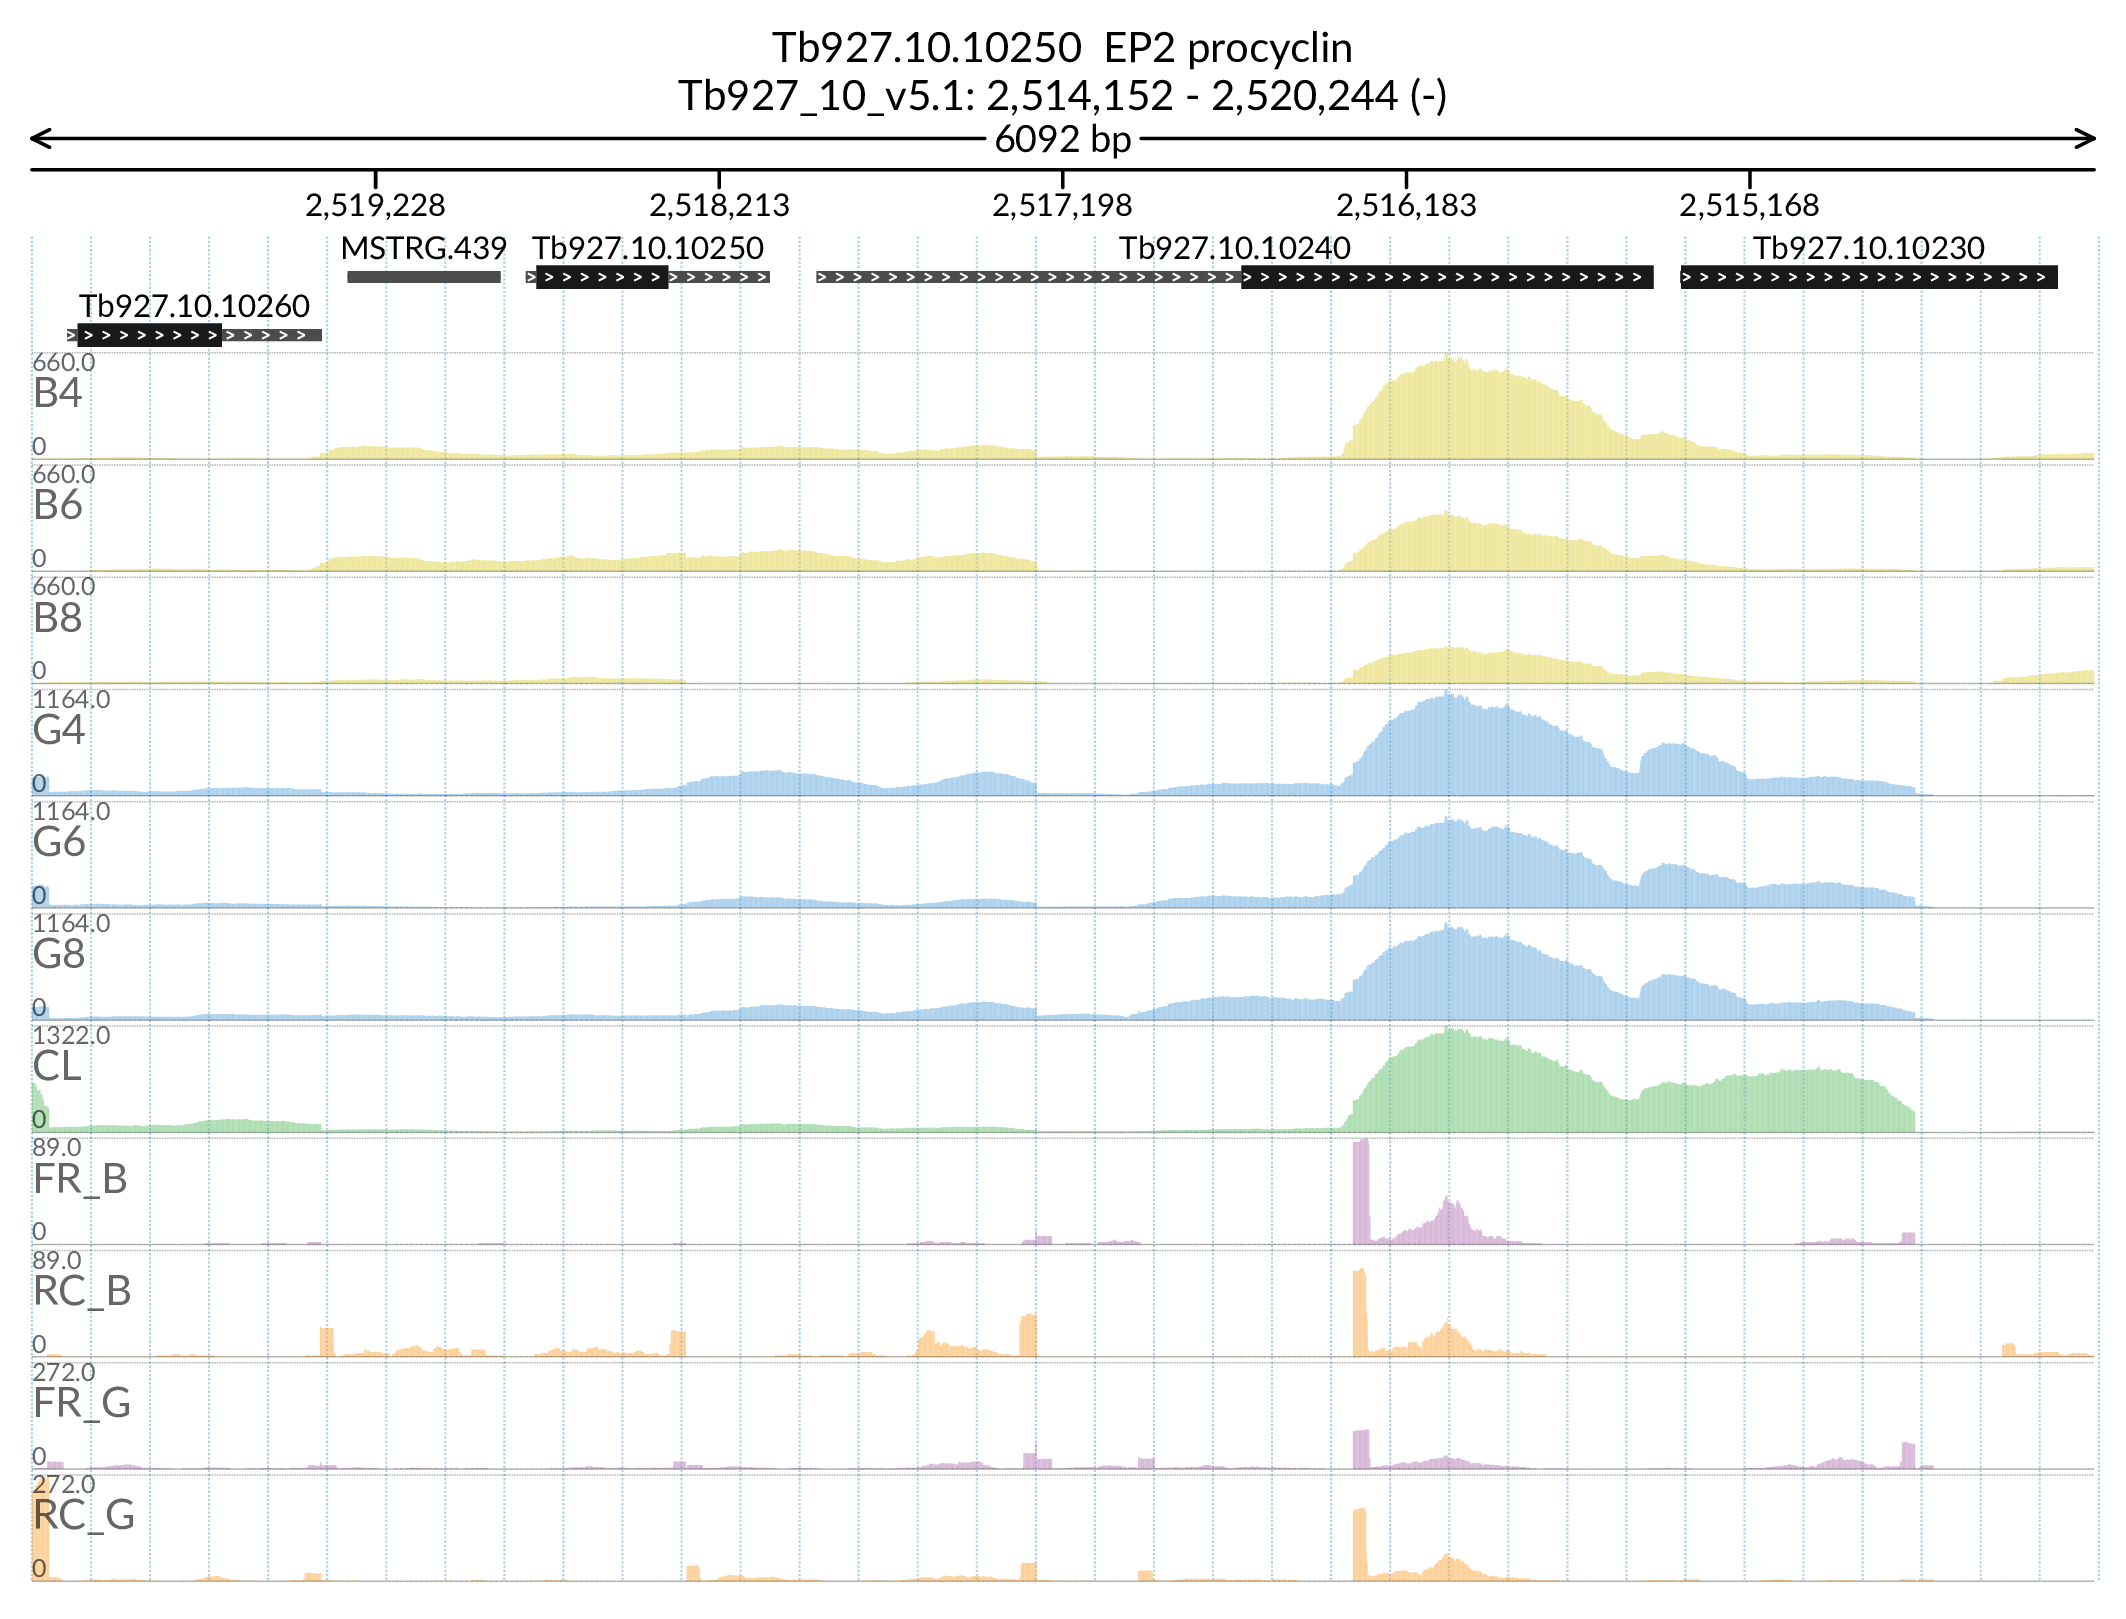 Tb927.10.10250  EP2 procyclin
Tb927_10_v5.1: 2,514,152 - 2,520,244 (-)
6092 bp
2,519,228 2,518,213 2,517,198 2,516,183 2,515,168
MSTRG.439 Tb927.10.10250 Tb927.10.10240 Tb927.10.10230
Tb927.10.10260
660.0
B4
0
660.0
B6
0
660.0
B8
0
1164.0
G4
0
1164.0
G6
0
1164.0
G8
0
1322.0
CL
0
89.0
FR_B
0
89.0
RC_B
0
272.0
FR_G
0
272.0
RC_G
0